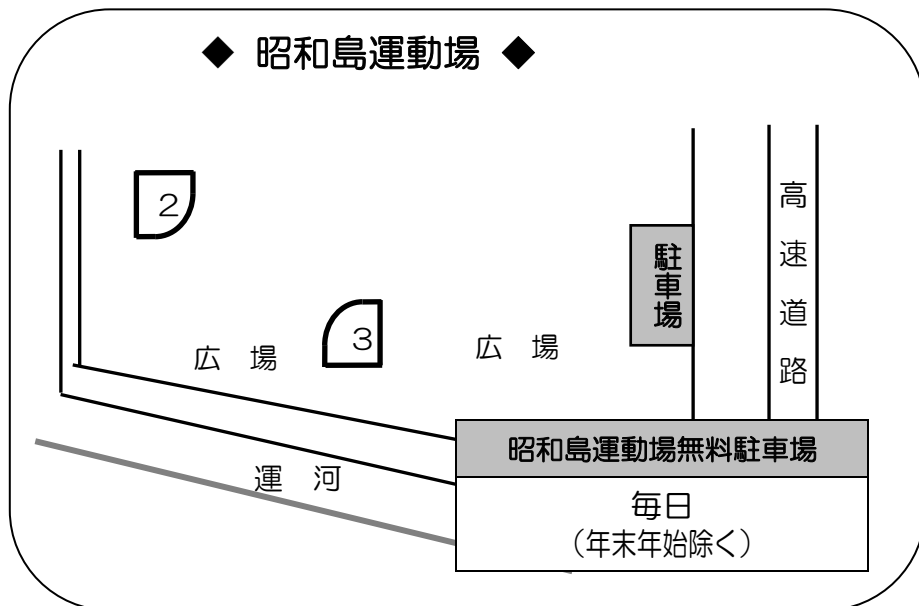 ◆ 昭和島運動場 ◆
2
3
広 場
広 場
駐車場
高速道路
運 河
昭和島運動場無料駐車場
毎日
（年末年始除く）